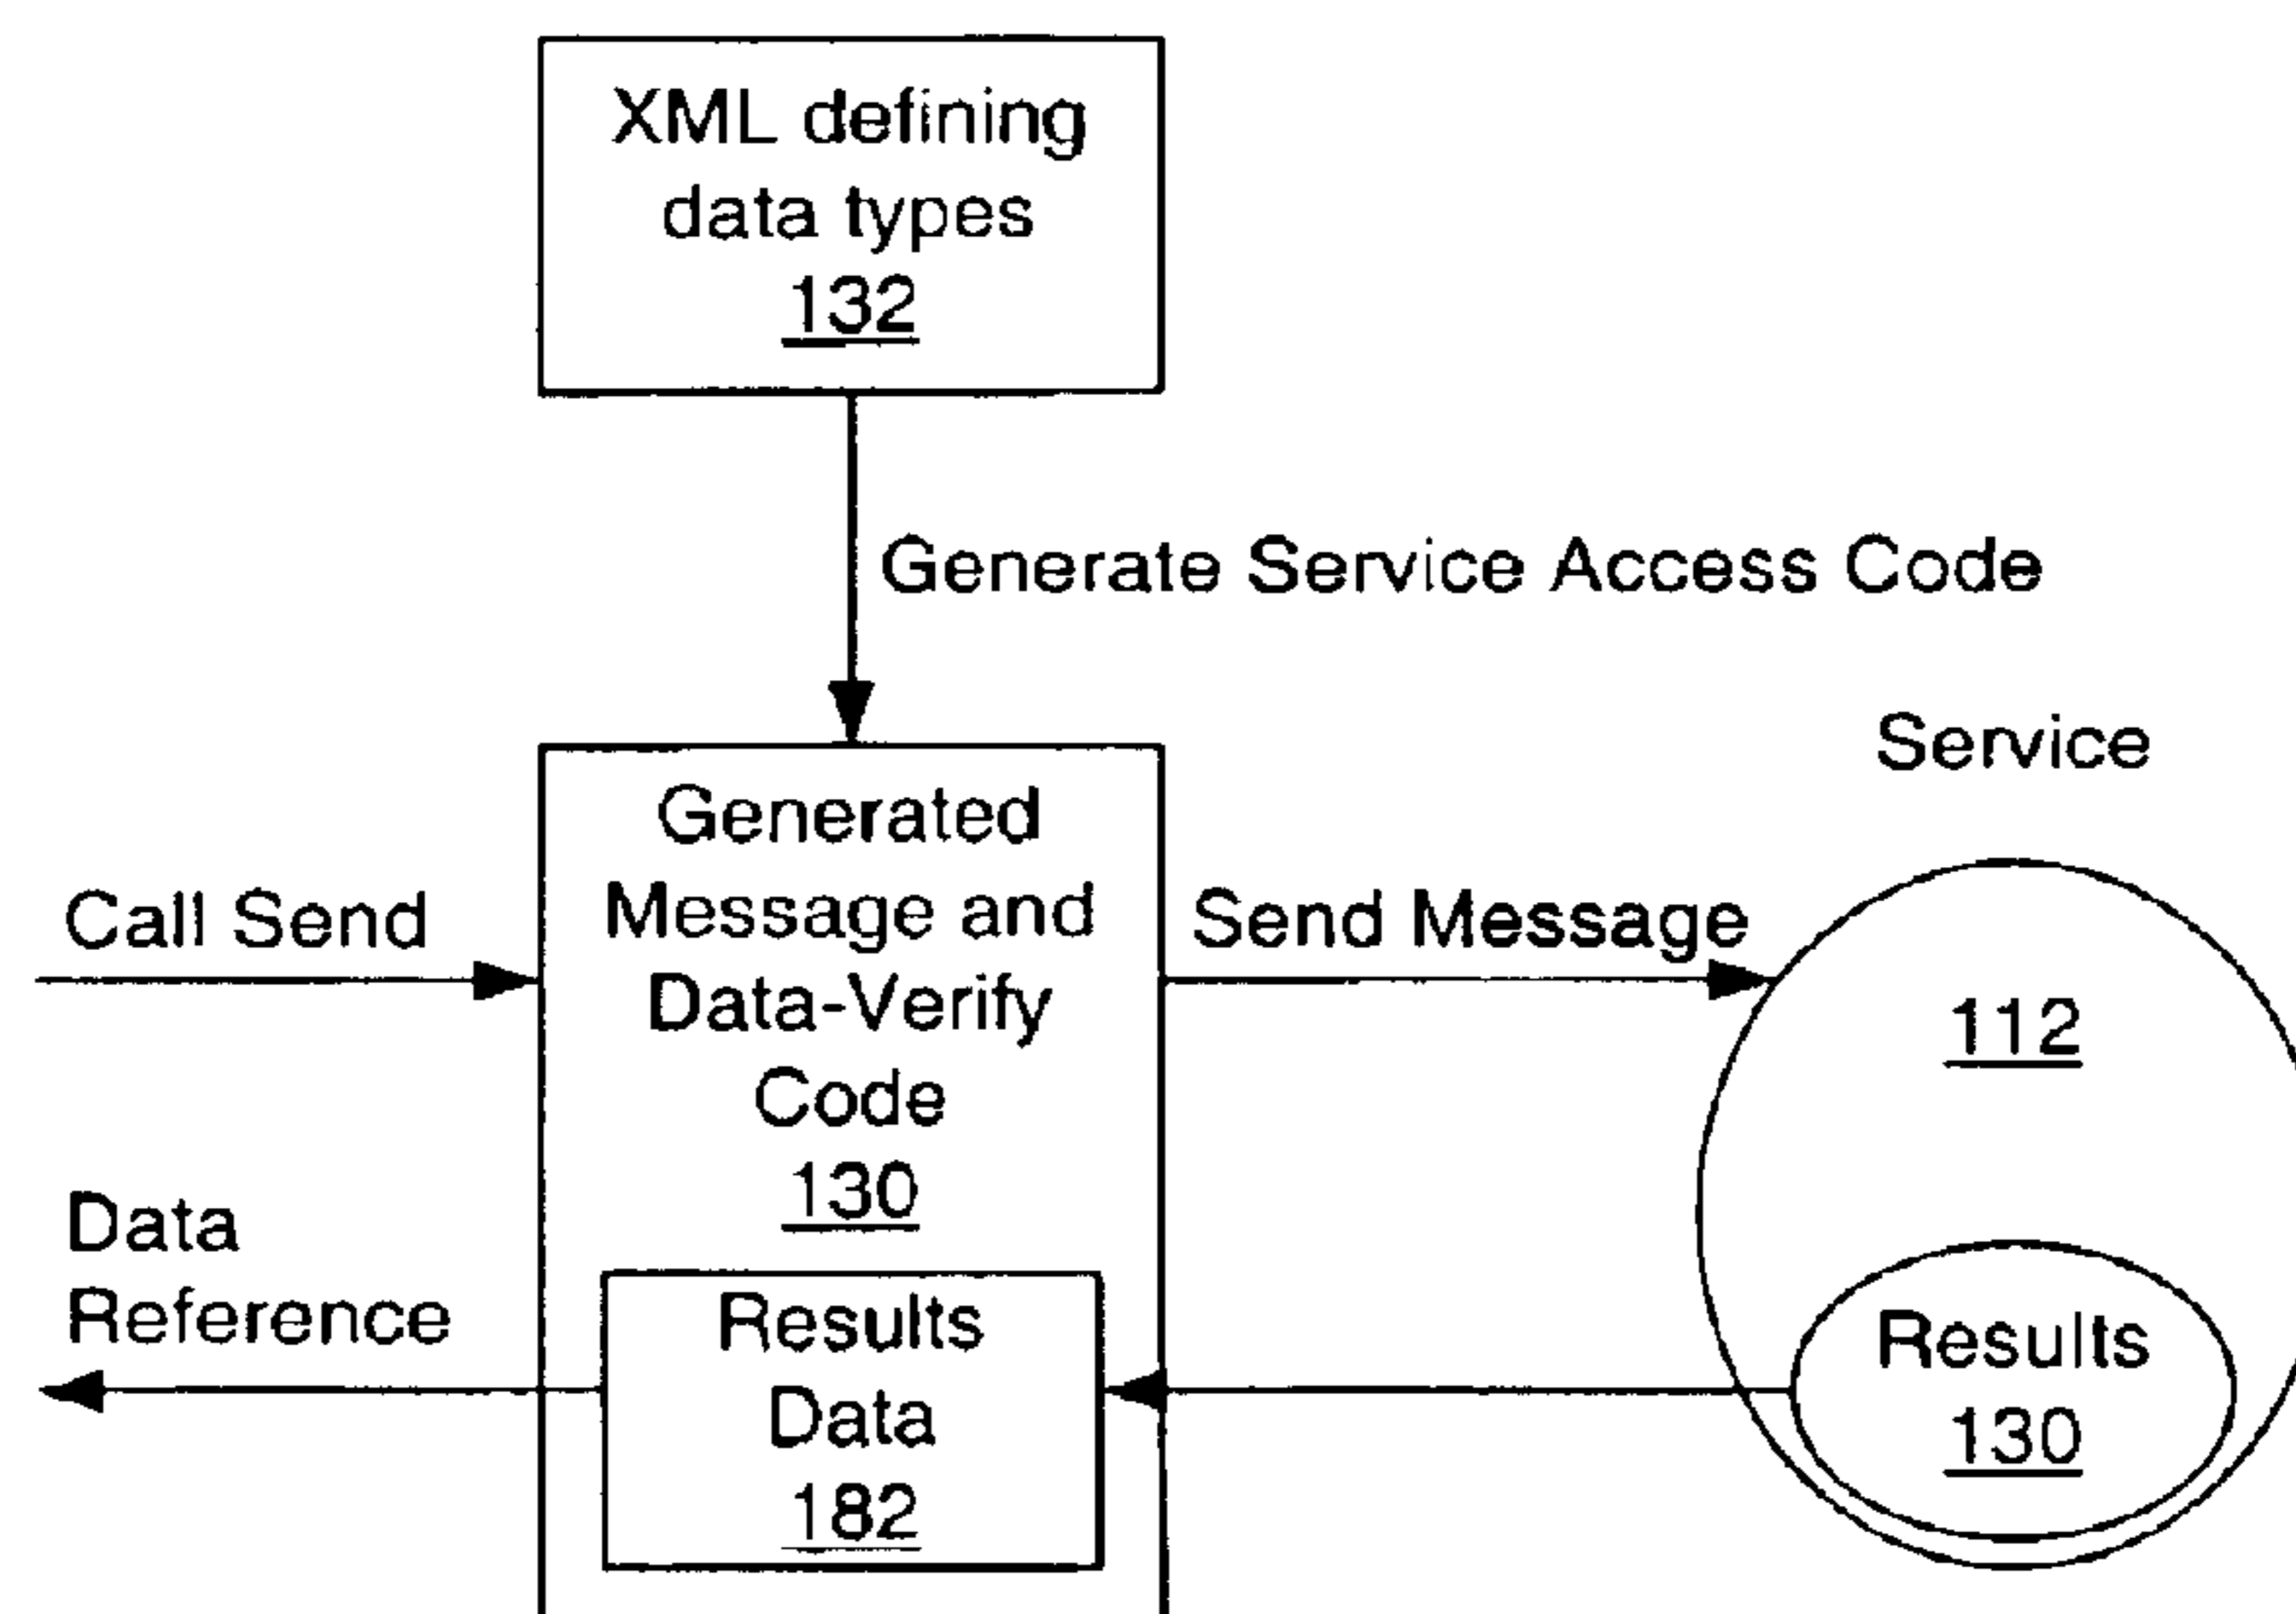 XML defining
data types
132
Generate Service Access Code
Service
Generated
Message and
Data-Verify
Code
130
Call Send
Send Message
112
Data
Reference
Results
Data
182
Results
130